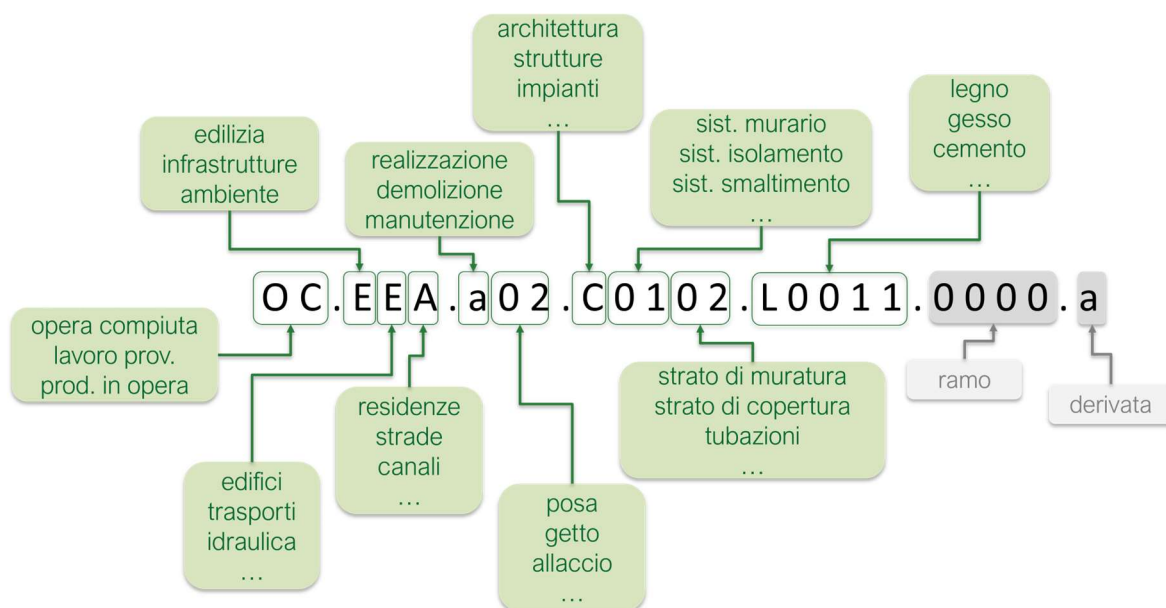 architettura
strutture
impianti
...
legno
gesso
cemento
...
edilizia
infrastrutture
ambiente
realizzazione
demolizione
manutenzione
sist. murario
sist. isolamento
sist. smaltimento
...
OC.EEA.a02.C0102.L0011.0000.a
opera compiuta
lavoro prov.
prod. in opera
edifici
trasporti
idraulica
...
residenze
strade
canali
...
posa
getto
allaccio
...
strato di muratura
strato di copertura
tubazioni
...
ramo
derivata